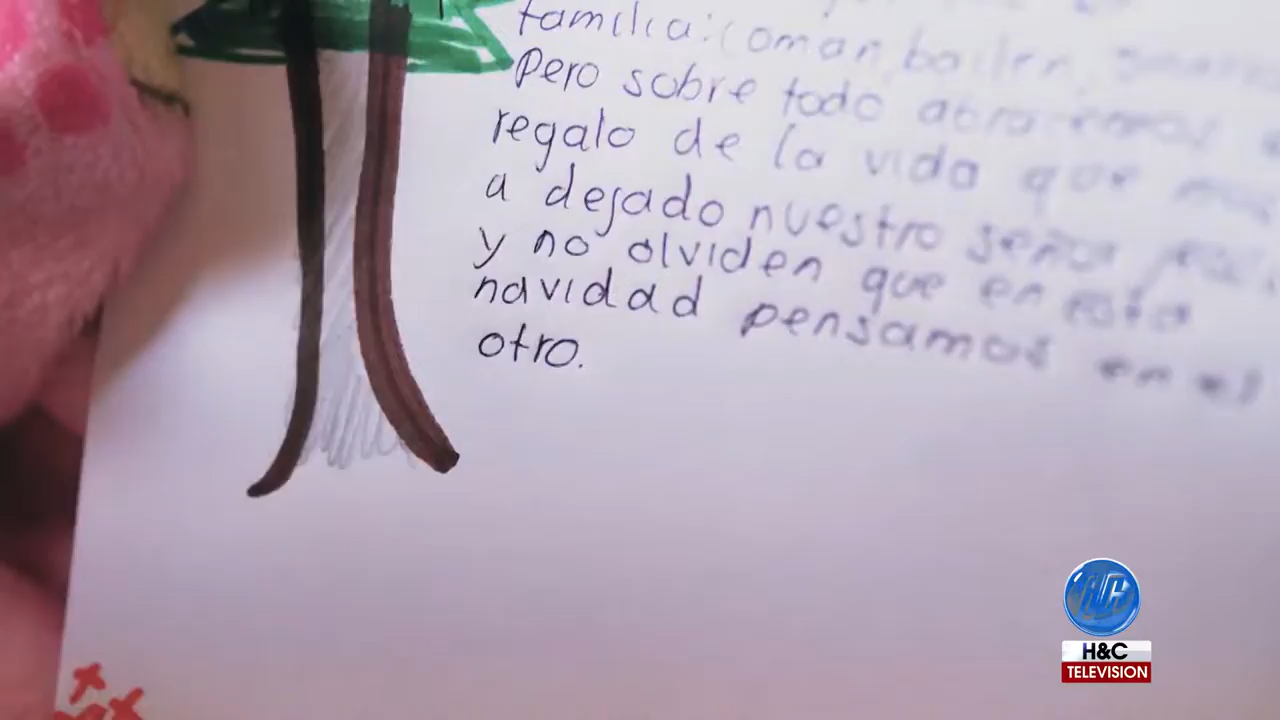 familia: coman, bailen,
Pero sobre todo
regalo de la vida que
a dejado nuestro señor
y no olviden que en esta
navidad pensamos en el
otro.
H&C
TELEVISION